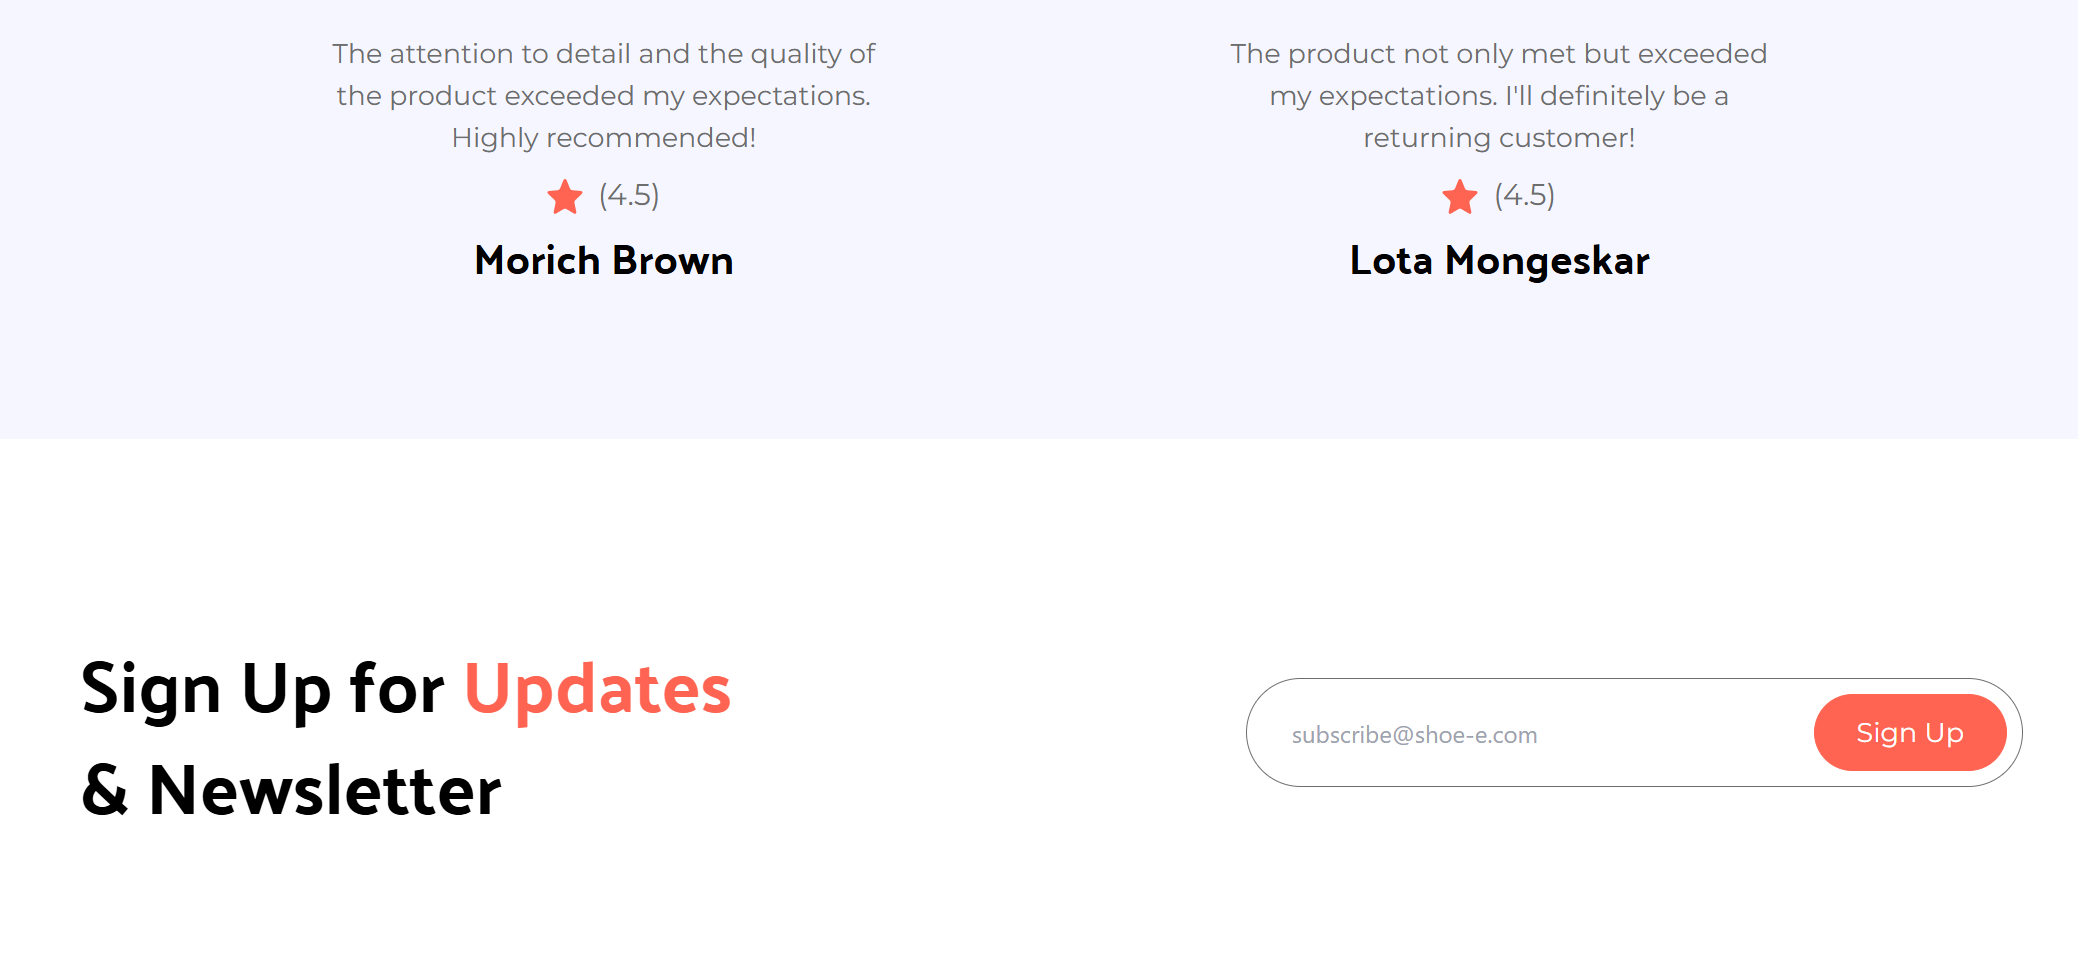 The attention to detail and the quality of
the product exceeded my expectations.
Highly recommended!
(4.5)
Morich Brown
The product not only met but exceeded
my expectations. I'll definitely be a
returning customer!
(4.5)
Lota Mongeskar
Sign Up for Updates
& Newsletter
subscribe@shoe-e.com
Sign Up